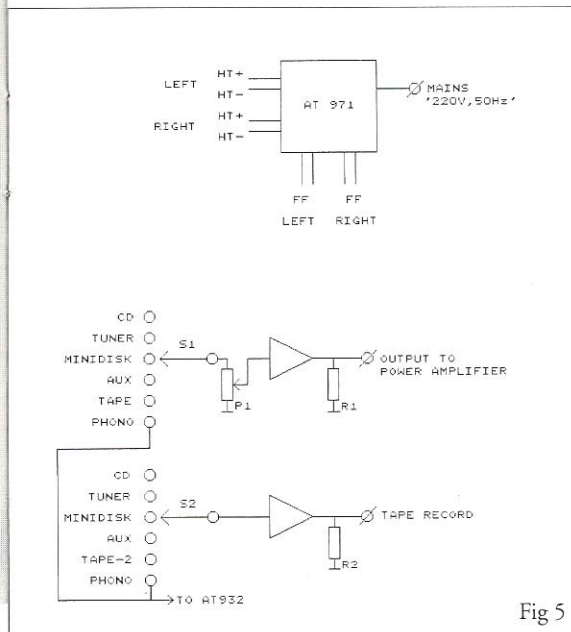 LEFT
HT+
HT-
RIGHT
HT+
HT-
AT 971
MAINS
'220V,50Hz'
FF FF
LEFT RIGHT
CD
TUNER
MINIDISK
AUX
TAPE
PHONO
S1
P1
R1
OUTPUT TO
POWER AMPLIFIER
CD
TUNER
MINIDISK
AUX
TAPE-2
PHONO
S2
R2
TAPE RECORD
TO AT932
Fig 5